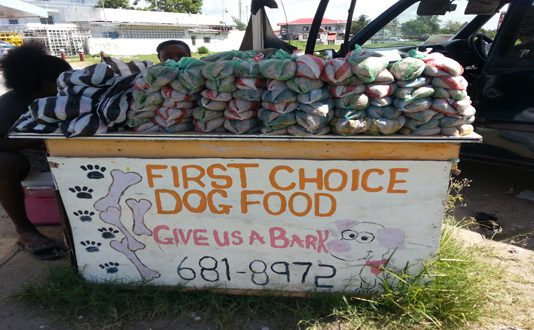 FIRST CHOICE
DOG FOOD
GIVE US A BARK
681-8972